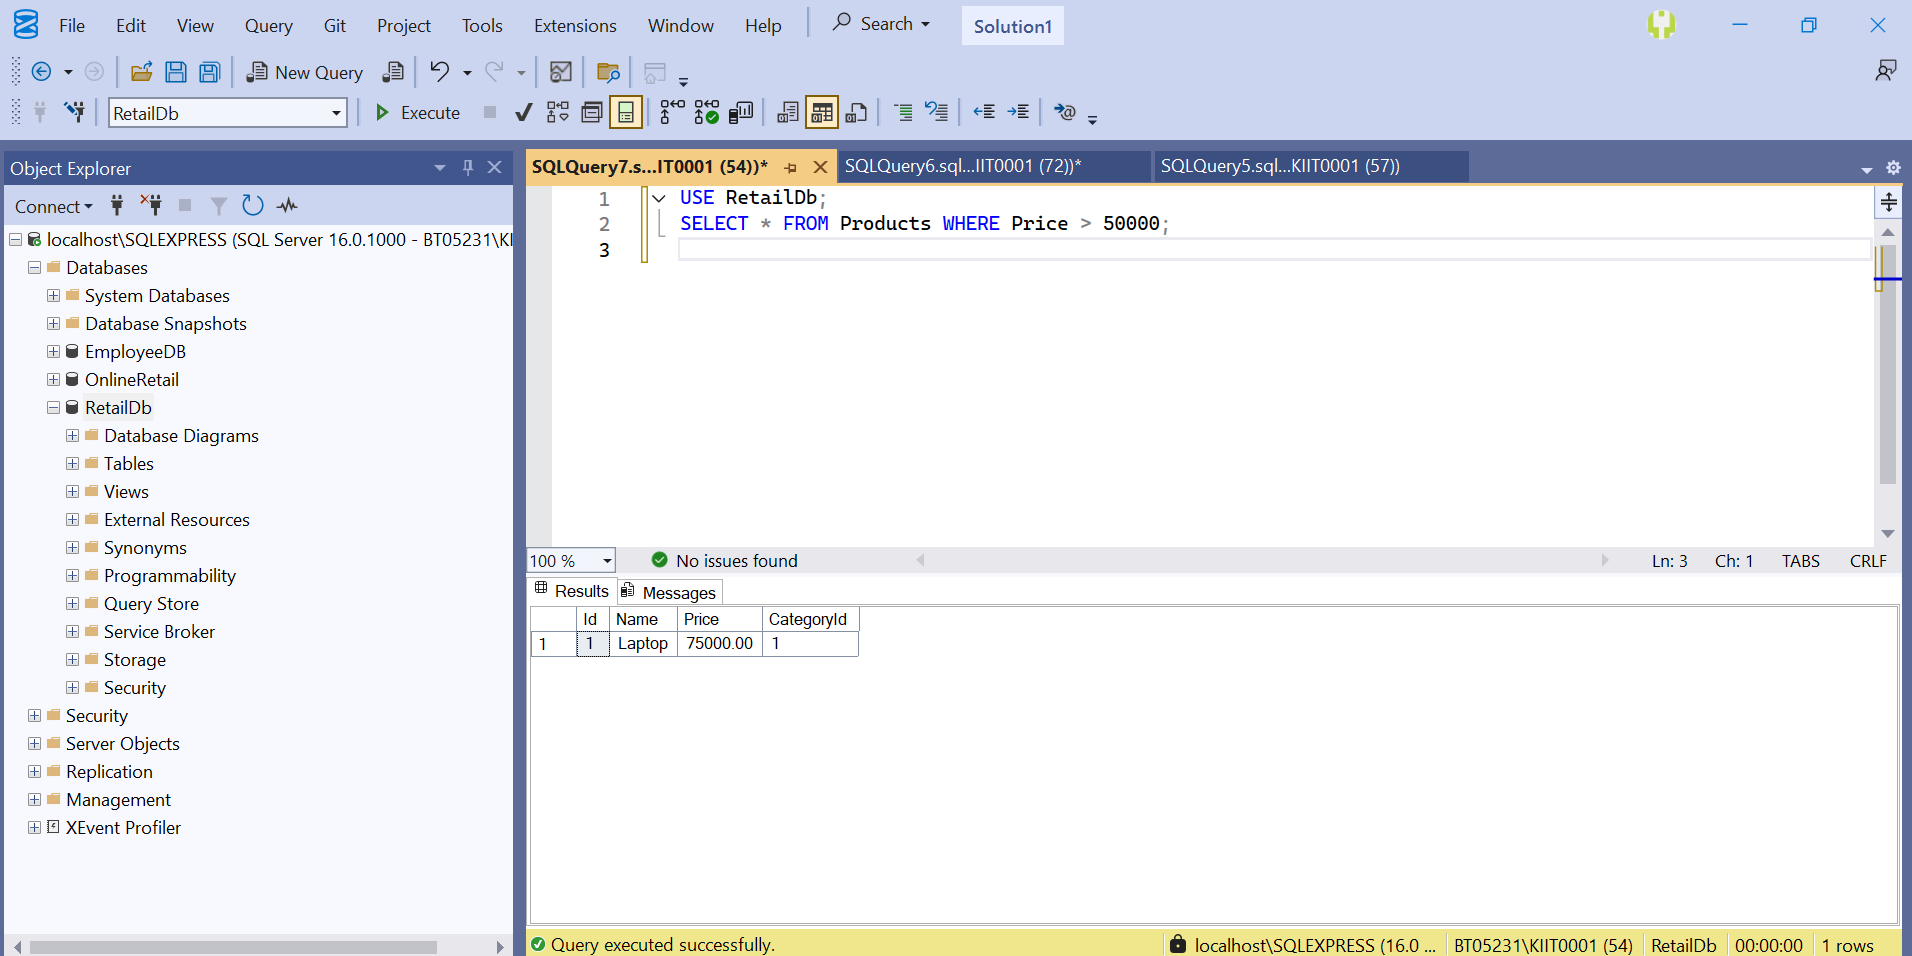 File Edit View Query Git Project Tools Extensions Window Help Search Solution1
New Query
RetailDb Execute
Object Explorer
Connect
localhost\SQLEXPRESS (SQL Server 16.0.1000 - BT05231\KI
Databases
System Databases
Database Snapshots
EmployeeDB
OnlineRetail
RetailDb
Database Diagrams
Tables
Views
External Resources
Synonyms
Programmability
Query Store
Service Broker
Storage
Security
Security
Server Objects
Replication
Management
XEvent Profiler
SQLQuery7.s...IT0001 (54))* SQLQuery6.sql...IIT0001 (72))* SQLQuery5.sql...KIIT0001 (57))
1 USE RetailDb;
2 SELECT * FROM Products WHERE Price > 50000;
3
100 % No issues found Ln: 3 Ch: 1 TABS CRLF
Results Messages
Id Name Price CategoryId
1 1 Laptop 75000.00 1
Query executed successfully. localhost\SQLEXPRESS (16.0 ... BT05231\KIIT0001 (54) RetailDb 00:00:00 1 rows